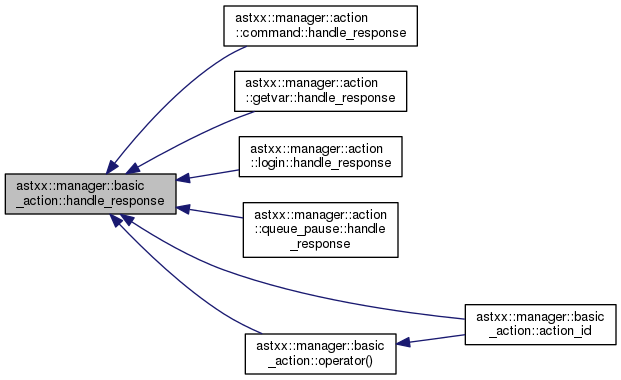 astxx::manager::action
::command::handle_response
astxx::manager::action
::getvar::handle_response
astxx::manager::action
::login::handle_response
astxx::manager::basic
_action::handle_response
astxx::manager::action
::queue_pause::handle
_response
astxx::manager::basic
_action::action_id
astxx::manager::basic
_action::operator()